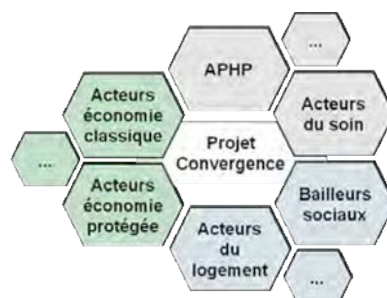 ...
APHP
Acteurs
économie
classique
Acteurs
du soin
...
Projet
Convergence
Acteurs
économie
protégée
Bailleurs
sociaux
Acteurs
du
logement
...